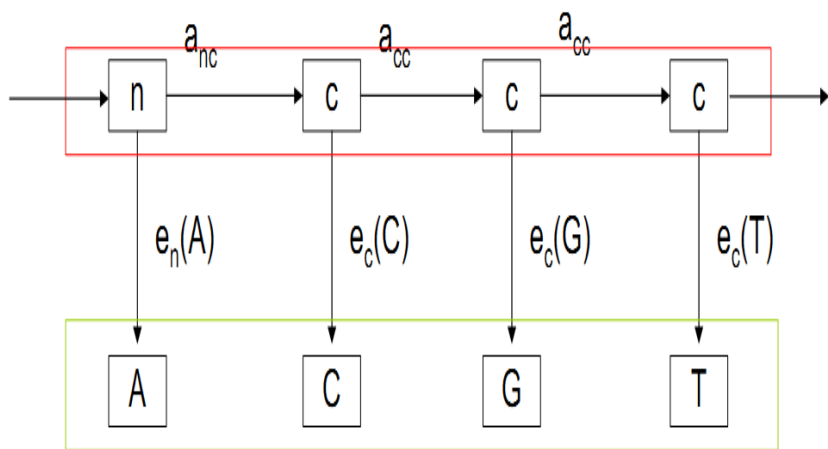 a_nc a_cc a_cc
n c c c
e_n(A) e_c(C) e_c(G) e_c(T)
A C G T